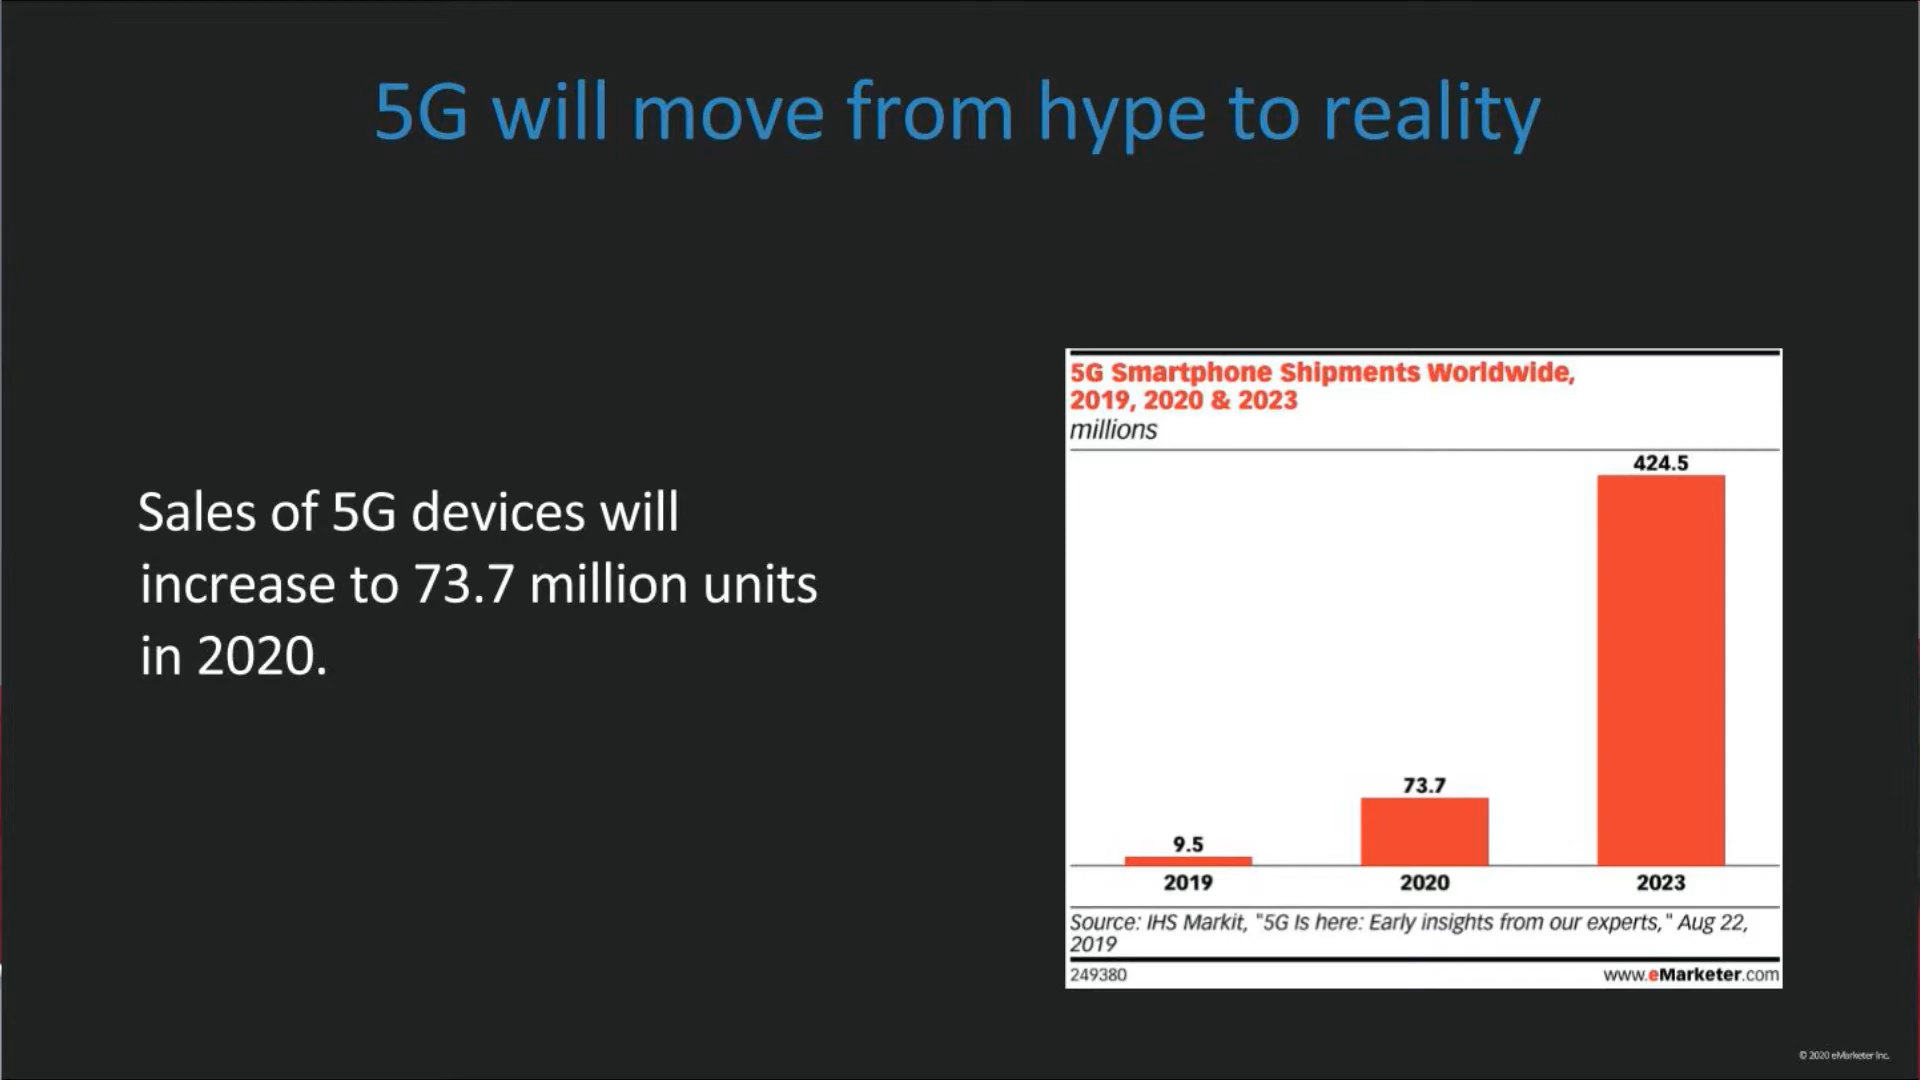 5G will move from hype to reality
Sales of 5G devices will
increase to 73.7 million units
in 2020.
5G Smartphone Shipments Worldwide,
2019, 2020 & 2023
millions
424.5
73.7
9.5
2019 2020 2023
Source: IHS Markit, "5G Is here: Early insights from our experts," Aug 22,
2019
249380 www.eMarketer.com
© 2020 eMarketer Inc.